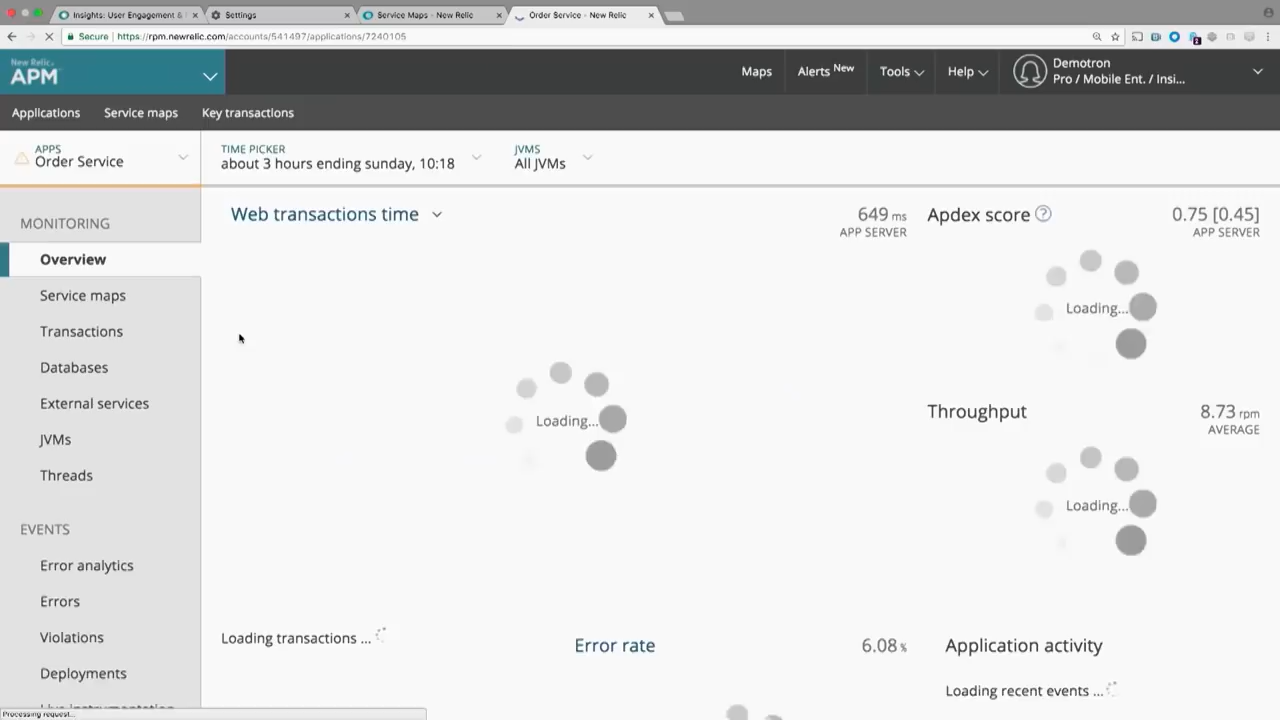 Insights: User Engagement &
Settings
Service Maps - New Relic
Order Service - New Relic
Secure
https://rpm.newrelic.com/accounts/541497/applications/7240105
New Relic
APM
Maps
Alerts New
Tools
Help
Demotron
Pro / Mobile Ent. / Insi...
Applications
Service maps
Key transactions
APPS
Order Service
TIME PICKER
about 3 hours ending sunday, 10:18
JVMS
All JVMs
MONITORING
Overview
Service maps
Transactions
Databases
External services
JVMs
Threads
EVENTS
Error analytics
Errors
Violations
Deployments
Live instrumentation
Web transactions time
649 ms
APP SERVER
Loading...
Apdex score ?
0.75 [0.45]
APP SERVER
Loading...
Throughput
8.73 rpm
AVERAGE
Loading...
Loading transactions ...
Error rate
6.08 %
Application activity
Loading recent events ...
Processing request...